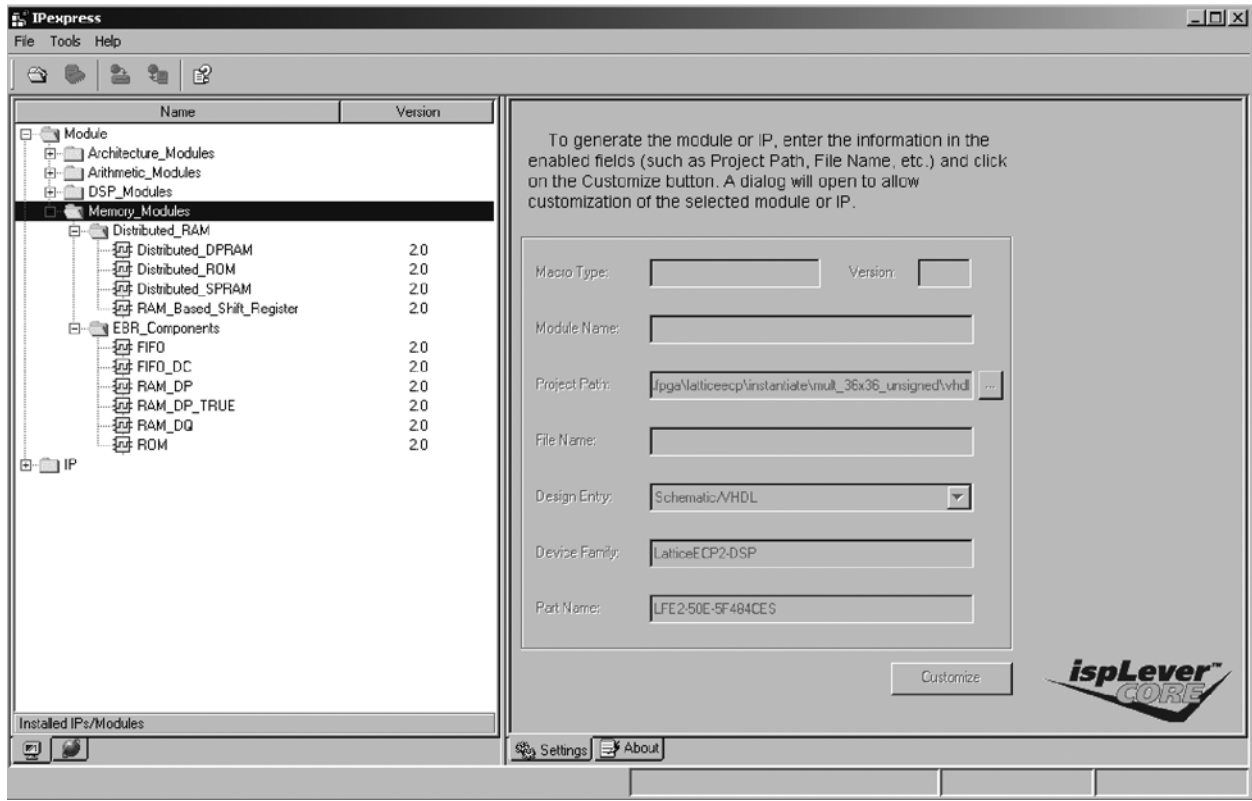 IPexpress
File Tools Help
Name Version
Module
Architecture_Modules
Arithmetic_Modules
DSP_Modules
Memory_Modules
Distributed_RAM
Distributed_DPRAM 2.0
Distributed_ROM 2.0
Distributed_SPRAM 2.0
RAM_Based_Shift_Register 2.0
EBR_Components
FIFO 2.0
FIFO_DC 2.0
RAM_DP 2.0
RAM_DP_TRUE 2.0
RAM_DQ 2.0
ROM 2.0
IP
Installed IPs/Modules
To generate the module or IP, enter the information in the
enabled fields (such as Project Path, File Name, etc.) and click
on the Customize button. A dialog will open to allow
customization of the selected module or IP.
Macro Type: Version:
Module Name:
Project Path: .fpga\latticeecp\instantiate\mult_36x36_unsigned\vhdl ...
File Name:
Design Entry: Schematic/VHDL
Device Family: LatticeECP2-DSP
Part Name: LFE2-50E-5F484CES
Customize
ispLever™
CORE
Settings About